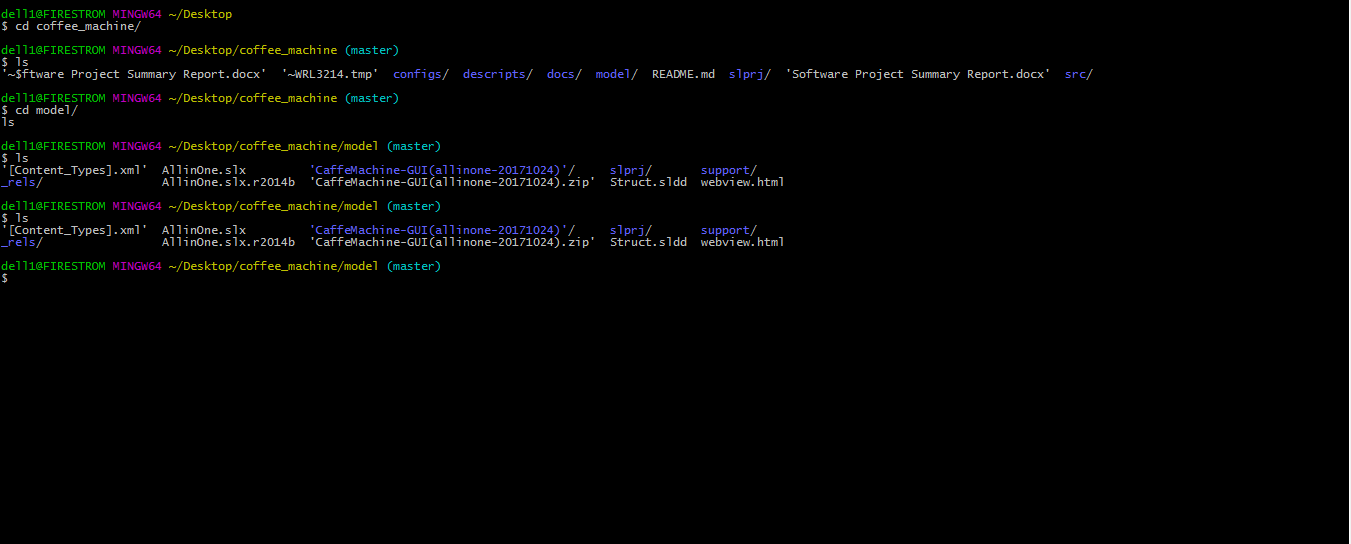 dell1@FIRESTROM MINGW64 ~/Desktop
$ cd coffee_machine/
dell1@FIRESTROM MINGW64 ~/Desktop/coffee_machine (master)
$ ls
'~$ftware Project Summary Report.docx'  '~WRL3214.tmp'  configs/  descripts/  docs/  model/  README.md  slprj/  'Software Project Summary Report.docx'  src/
dell1@FIRESTROM MINGW64 ~/Desktop/coffee_machine (master)
$ cd model/
ls
dell1@FIRESTROM MINGW64 ~/Desktop/coffee_machine/model (master)
$ ls
'[Content_Types].xml'  AllinOne.slx         'CaffeMachine-GUI(allinone-20171024)'/     slprj/       support/
_rels/                 AllinOne.slx.r2014b  'CaffeMachine-GUI(allinone-20171024).zip'  Struct.sldd  webview.html
dell1@FIRESTROM MINGW64 ~/Desktop/coffee_machine/model (master)
$ ls
'[Content_Types].xml'  AllinOne.slx         'CaffeMachine-GUI(allinone-20171024)'/     slprj/       support/
_rels/                 AllinOne.slx.r2014b  'CaffeMachine-GUI(allinone-20171024).zip'  Struct.sldd  webview.html
dell1@FIRESTROM MINGW64 ~/Desktop/coffee_machine/model (master)
$